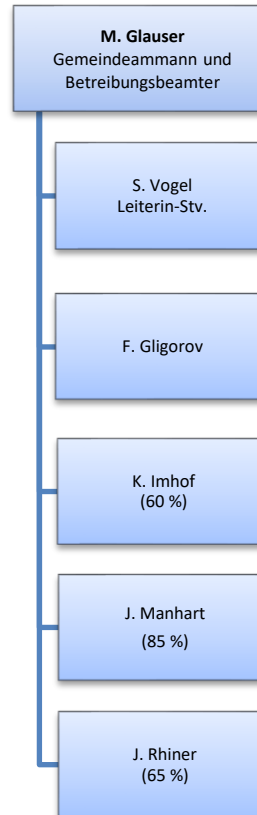 M. Glauser
Gemeindeammann und
Betreibungsbeamter
S. Vogel
Leiterin-Stv.
F. Gligorov
K. Imhof
(60 %)
J. Manhart
(85 %)
J. Rhiner
(65 %)